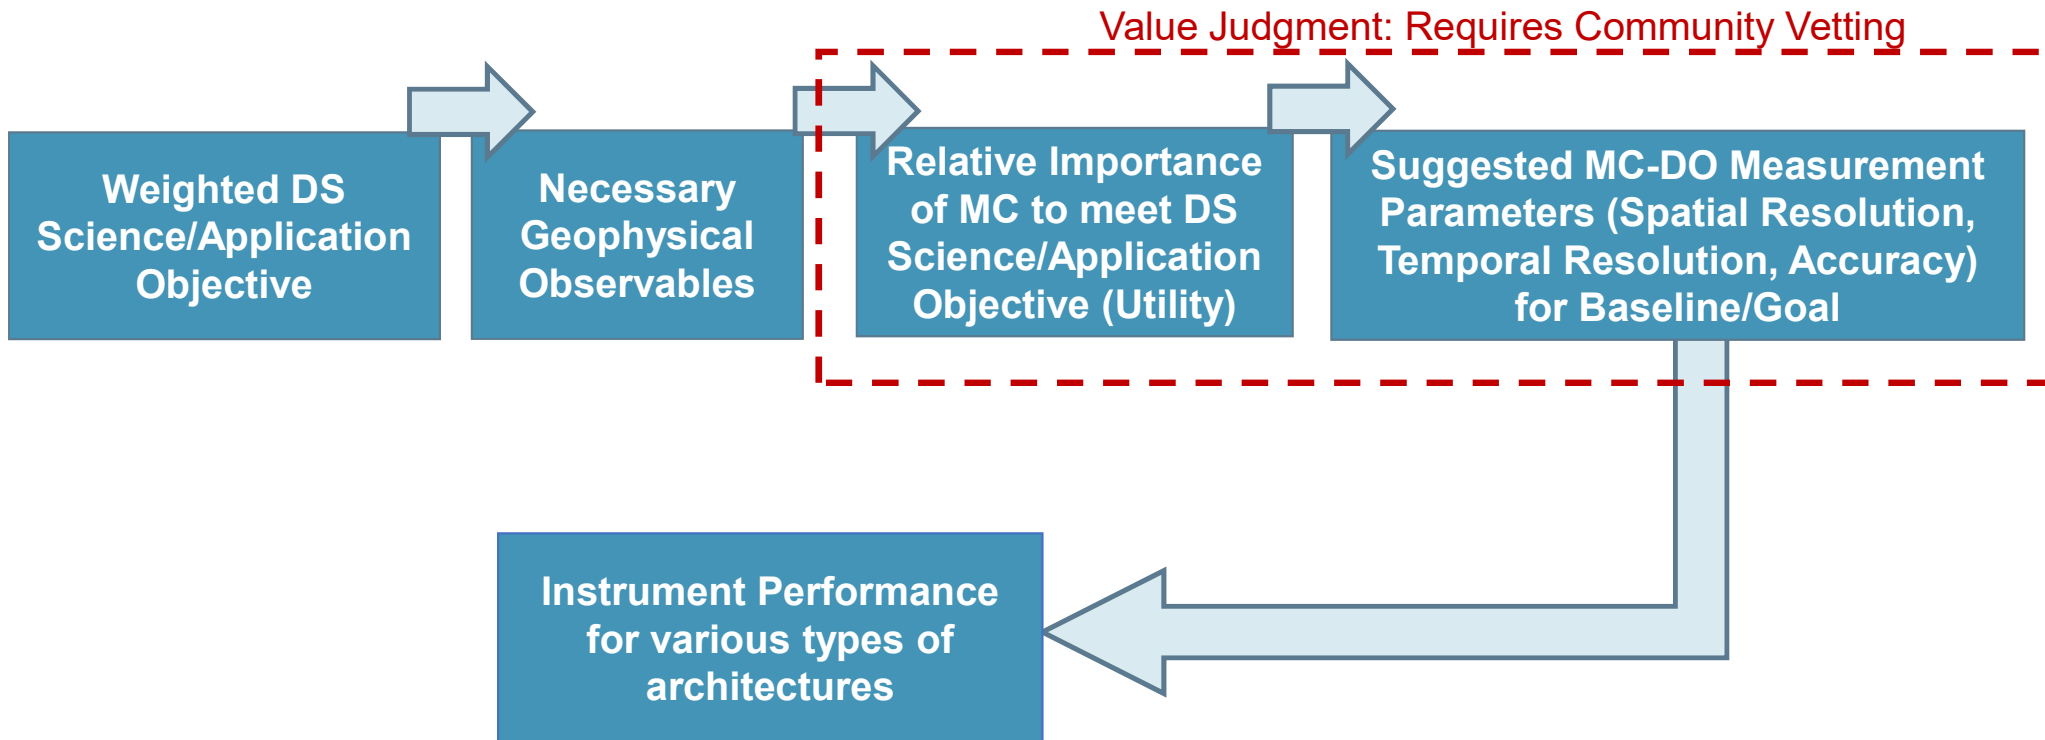 Value Judgment: Requires Community Vetting
Weighted DS
Science/Application
Objective
Necessary
Geophysical
Observables
Relative Importance
of MC to meet DS
Science/Application
Objective (Utility)
Suggested MC-DO Measurement
Parameters (Spatial Resolution,
Temporal Resolution, Accuracy)
for Baseline/Goal
Instrument Performance
for various types of
architectures